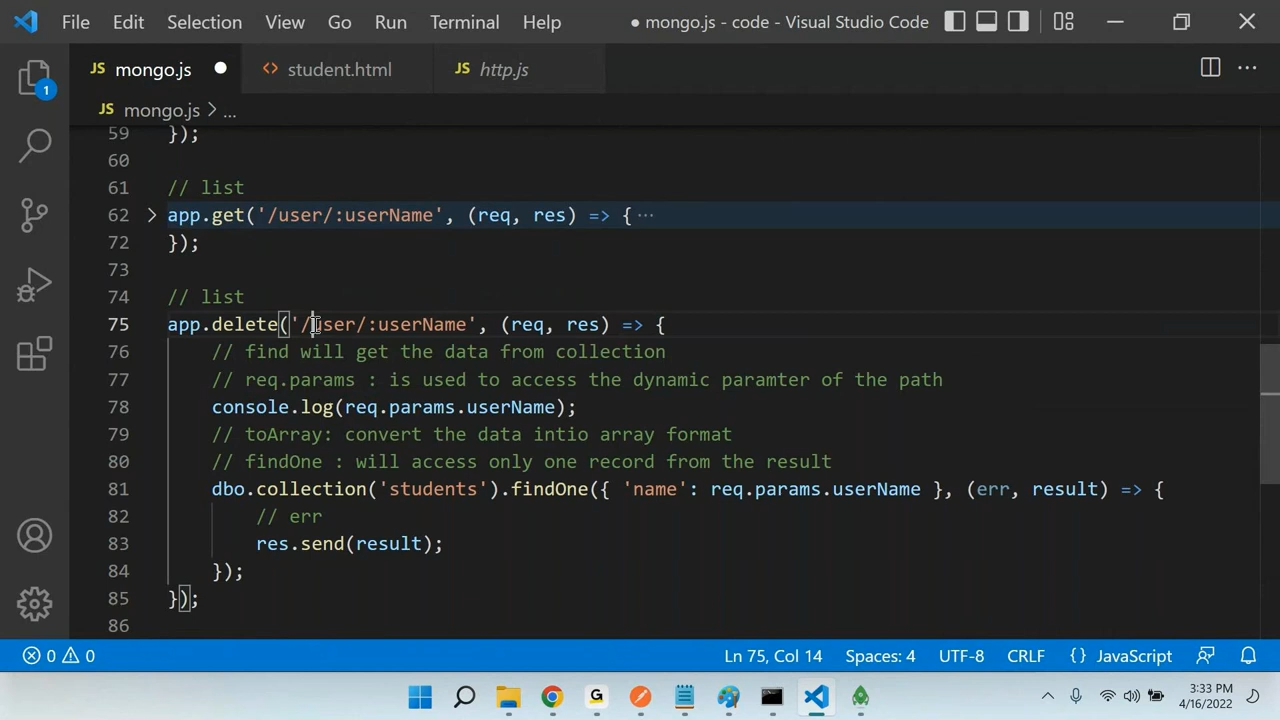 File Edit Selection View Go Run Terminal Help ● mongo.js - code - Visual Studio Code
JS mongo.js ● <> student.html JS http.js
JS mongo.js > ...
1
59 });
60
61 // list
62 app.get('/user/:userName', (req, res) => { ···
72 });
73
74 // list
75 app.delete('/user/:userName', (req, res) => {
76 // find will get the data from collection
77 // req.params : is used to access the dynamic paramter of the path
78 console.log(req.params.userName);
79 // toArray: convert the data intio array format
80 // findOne : will access only one record from the result
81 dbo.collection('students').findOne({ 'name': req.params.userName }, (err, result) => {
82 // err
83 res.send(result);
84 });
85 });
86
0 0 Ln 75, Col 14 Spaces: 4 UTF-8 CRLF {} JavaScript
G 3:33 PM
4/16/2022